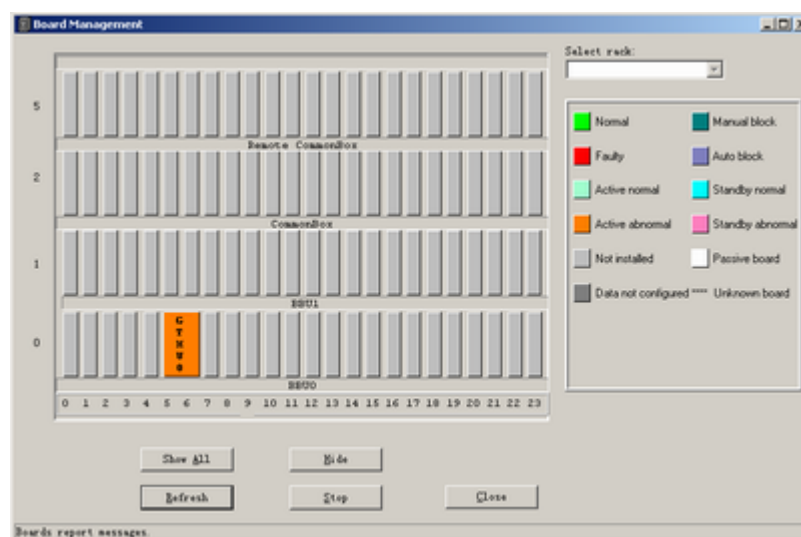 Board Management
Select rack:
5
Normal
Manual block
Remote CommonBox
Faulty
Auto block
2
Active normal
Standby normal
CommonBox
Active abnormal
Standby abnormal
1
Not installed
Passive board
BBU1
Data not configured
Unknown board
0
G
T
M
U
0
BBU0
0 1 2 3 4 5 6 7 8 9 10 11 12 13 14 15 16 17 18 19 20 21 22 23
Show All
Hide
Refresh
Stop
Close
Boards report messages.